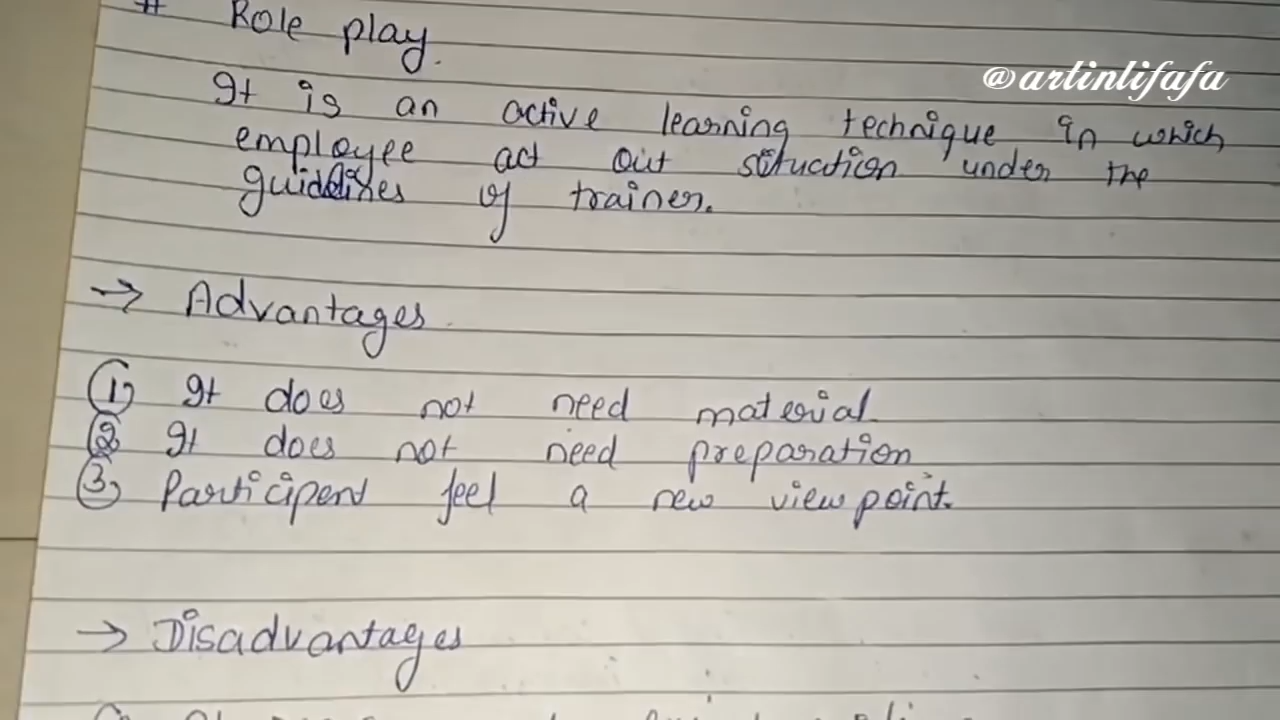 # Role play.
@artinlifafa
It is an active learning technique in which
employee act out situation under the
guidelines of trainer.
→ Advantages
① It does not need material
② It does not need preparation
③ Participent feel a new view point.
→ Disadvantages